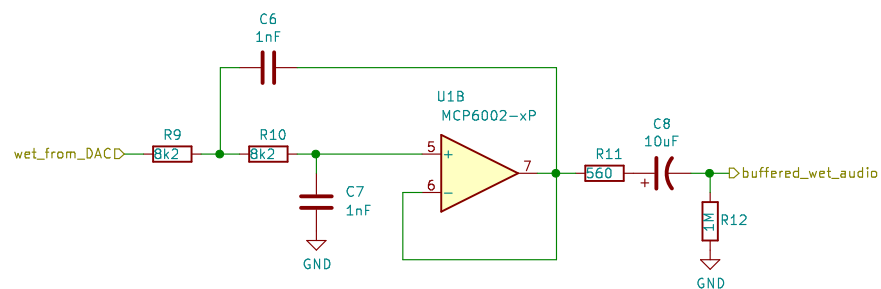 C6
1nF
U1B
MCP6002-xP
R9
8k2
R10
8k2
wet_from_DAC
5
+
6
-
7
C7
1nF
GND
R11
560
C8
10uF
+
buffered_wet_audio
R12
1M
GND